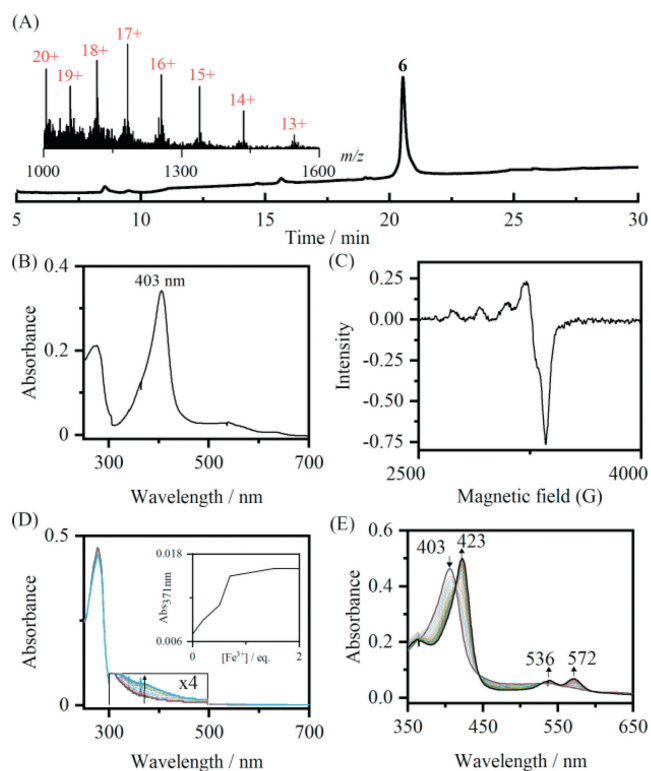 (A)
20+ 19+ 18+ 17+ 16+ 15+ 14+ 13+
6
1000 1300 1600 m/z
5 10 15 20 25 30
Time / min
(B)
403 nm
0.4
0.2
0
Absorbance
300 500 700
Wavelength / nm
(C)
0.25
0.00
-0.25
-0.50
-0.75
Intensity
2500 4000
Magnetic field (G)
(D)
0.5
0.0
Absorbance
0.018
0.006
Abs371nm
0 2
[Fe3+] / eq.
x4
300 500 700
Wavelength / nm
(E)
403 423
536 572
0.6
0.4
0.2
0.0
Absorbance
350 450 550 650
Wavelength / nm